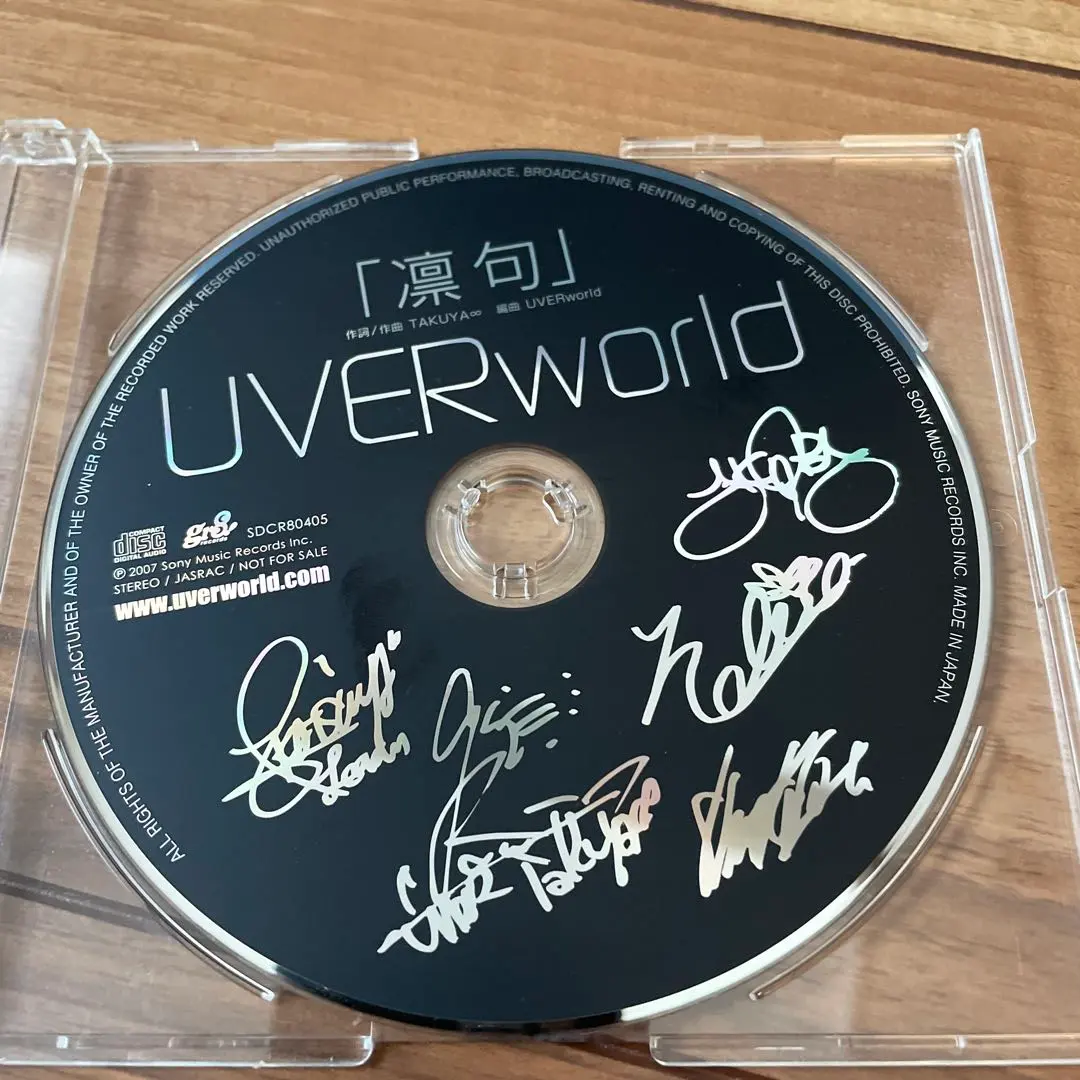 ALL RIGHTS OF THE MANUFACTURER AND OF THE OWNER OF THE RECORDED WORK RESERVED. UNAUTHORIZED PUBLIC PERFORMANCE, BROADCASTING, RENTING AND COPYING OF THIS DISC PROHIBITED. SONY MUSIC RECORDS INC. MADE IN JAPAN.
「凛句」
作詞/作曲 TAKUYA∞ 編曲 UVERworld
UVERworld
COMPACT
disc
DIGITAL AUDIO
gr8!
records
SDCR80405
Ⓟ 2007 Sony Music Records Inc.
STEREO / JASRAC / NOT FOR SALE
www.uverworld.com
Takuya∞